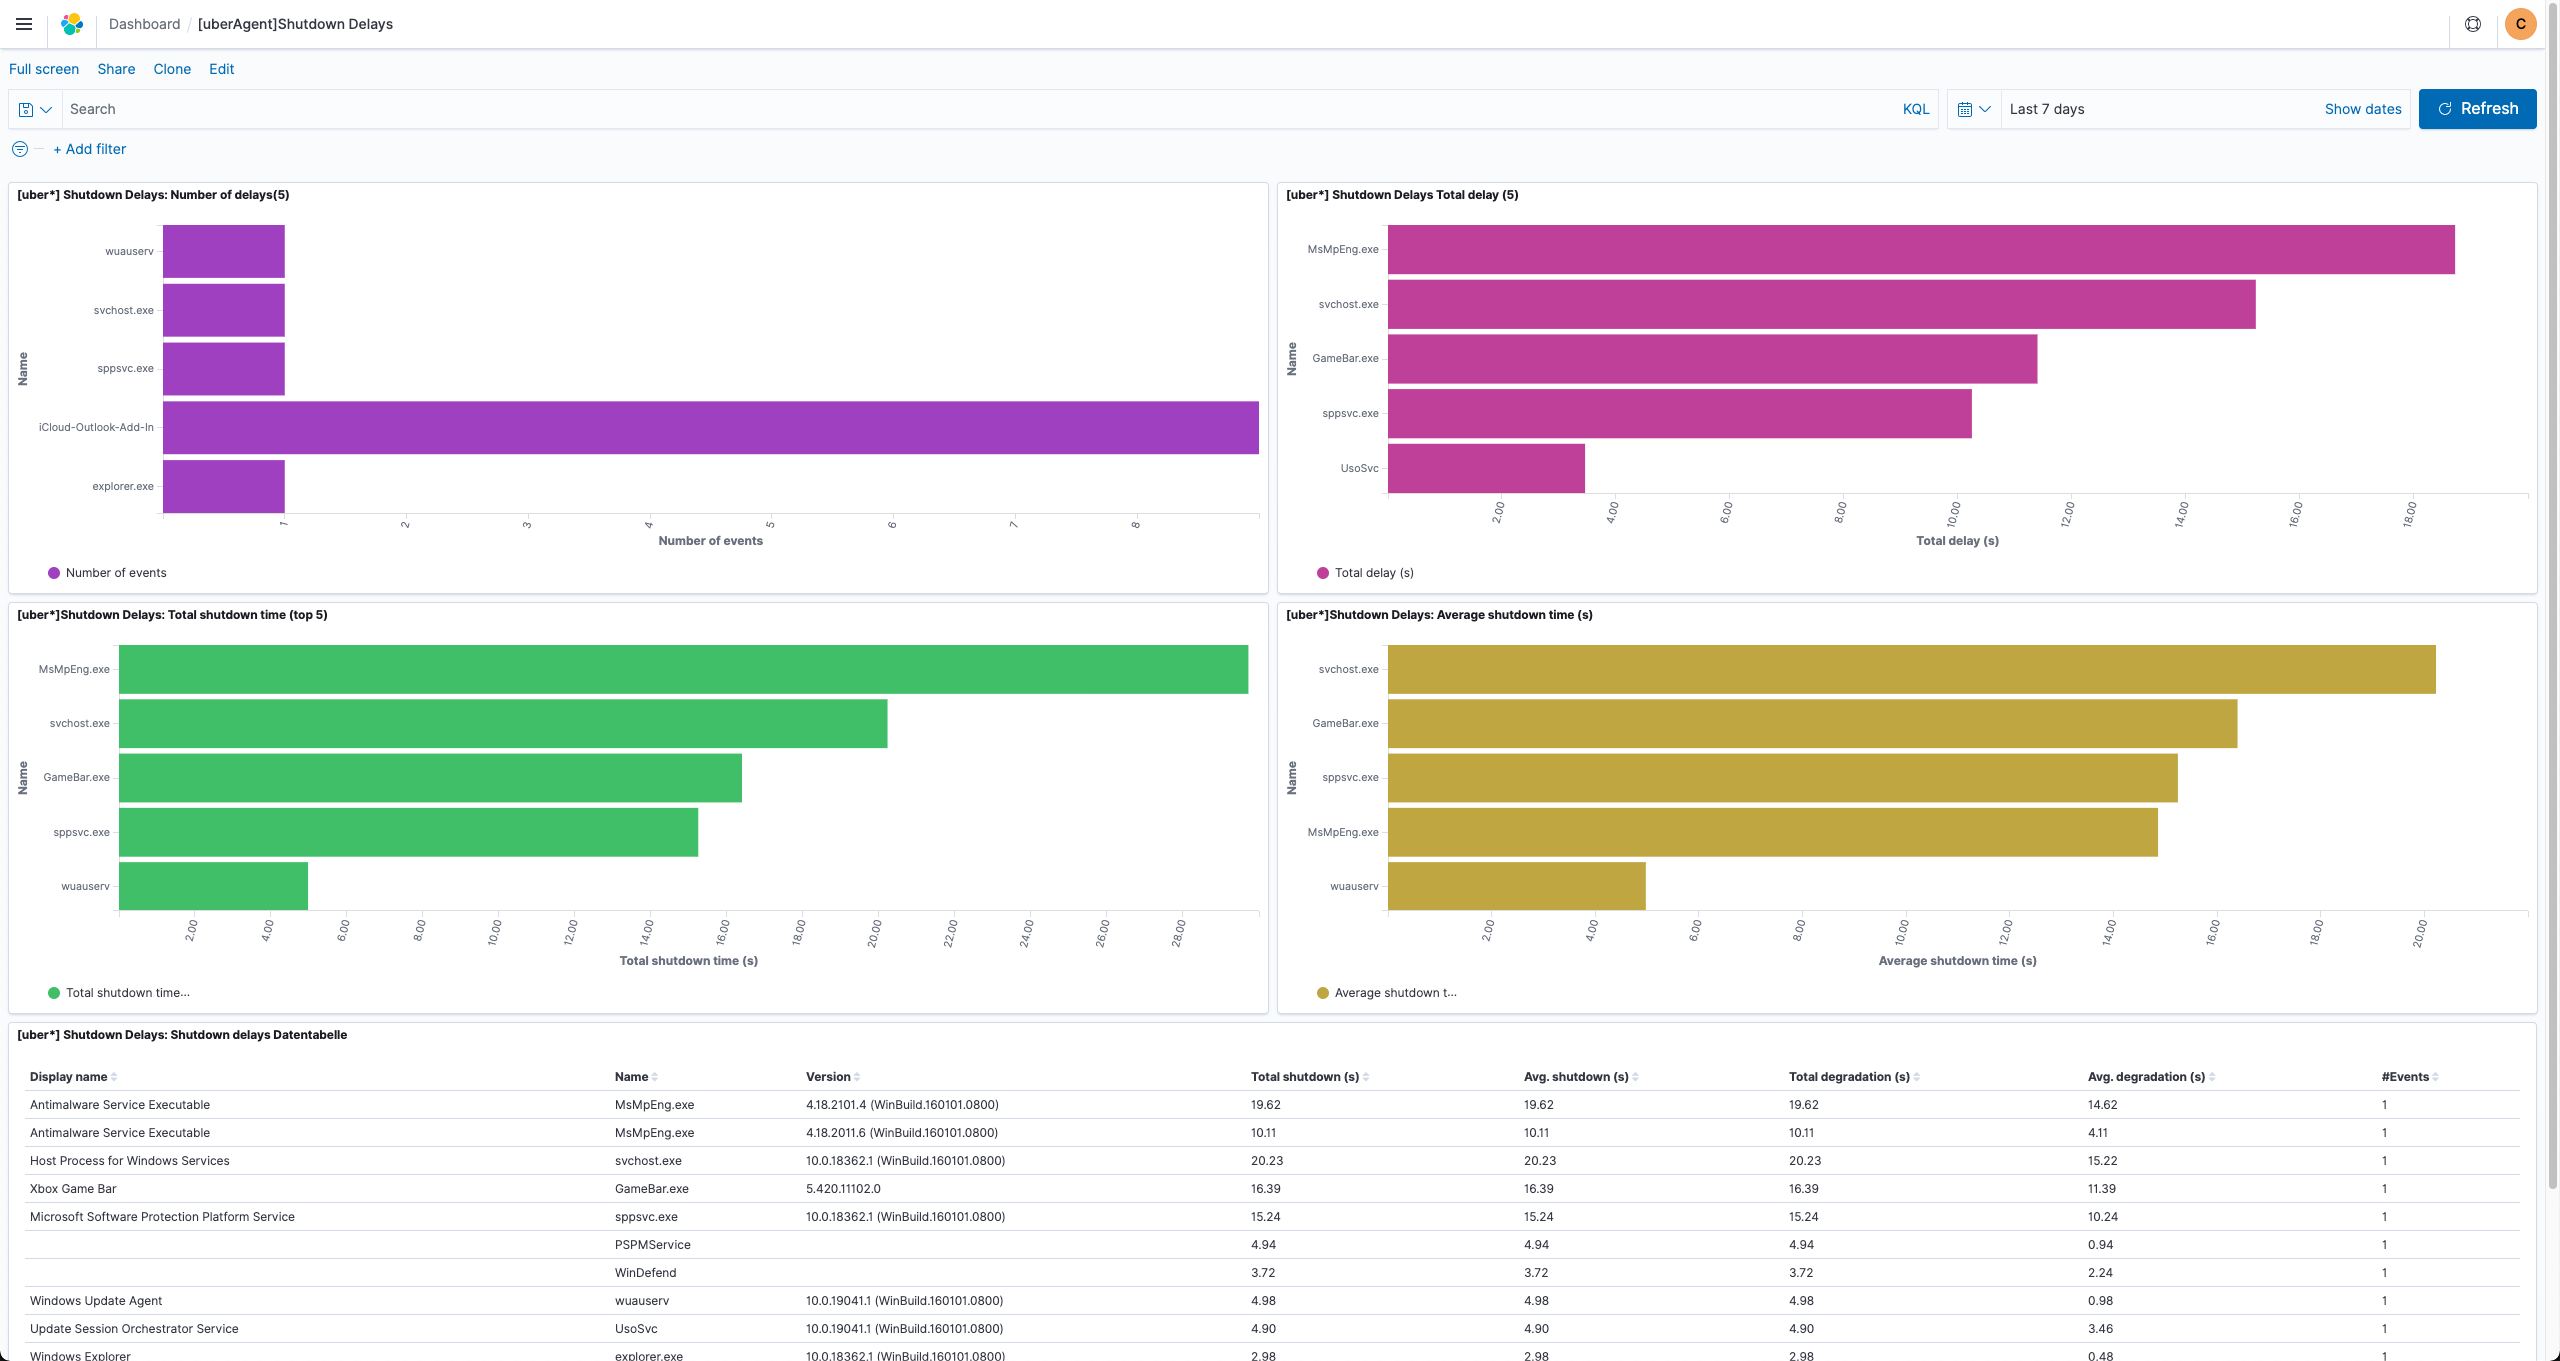 Dashboard / [uberAgent]Shutdown Delays
C
Full screen Share Clone Edit
Search KQL Last 7 days Show dates Refresh
+ Add filter
[uber*] Shutdown Delays: Number of delays(5)
Name
wuauserv
svchost.exe
sppsvc.exe
iCloud-Outlook-Add-In
explorer.exe
1 2 3 4 5 6 7 8
Number of events
Number of events
[uber*] Shutdown Delays Total delay (5)
Name
MsMpEng.exe
svchost.exe
GameBar.exe
sppsvc.exe
UsoSvc
2.00 4.00 6.00 8.00 10.00 12.00 14.00 16.00 18.00
Total delay (s)
Total delay (s)
[uber*]Shutdown Delays: Total shutdown time (top 5)
Name
MsMpEng.exe
svchost.exe
GameBar.exe
sppsvc.exe
wuauserv
2.00 4.00 6.00 8.00 10.00 12.00 14.00 16.00 18.00 20.00 22.00 24.00 26.00 28.00
Total shutdown time (s)
Total shutdown time...
[uber*]Shutdown Delays: Average shutdown time (s)
Name
svchost.exe
GameBar.exe
sppsvc.exe
MsMpEng.exe
wuauserv
2.00 4.00 6.00 8.00 10.00 12.00 14.00 16.00 18.00 20.00
Average shutdown time (s)
Average shutdown t...
[uber*] Shutdown Delays: Shutdown delays Datentabelle
Display name Name Version Total shutdown (s) Avg. shutdown (s) Total degradation (s) Avg. degradation (s) #Events
Antimalware Service Executable MsMpEng.exe 4.18.2101.4 (WinBuild.160101.0800) 19.62 19.62 19.62 14.62 1
Antimalware Service Executable MsMpEng.exe 4.18.2011.6 (WinBuild.160101.0800) 10.11 10.11 10.11 4.11 1
Host Process for Windows Services svchost.exe 10.0.18362.1 (WinBuild.160101.0800) 20.23 20.23 20.23 15.22 1
Xbox Game Bar GameBar.exe 5.420.11102.0 16.39 16.39 16.39 11.39 1
Microsoft Software Protection Platform Service sppsvc.exe 10.0.18362.1 (WinBuild.160101.0800) 15.24 15.24 15.24 10.24 1
PSPMService 4.94 4.94 4.94 0.94 1
WinDefend 3.72 3.72 3.72 2.24 1
Windows Update Agent wuauserv 10.0.19041.1 (WinBuild.160101.0800) 4.98 4.98 4.98 0.98 1
Update Session Orchestrator Service UsoSvc 10.0.19041.1 (WinBuild.160101.0800) 4.90 4.90 4.90 3.46 1
Windows Explorer explorer.exe 10.0.18362.1 (WinBuild.160101.0800) 2.98 2.98 2.98 0.48 1